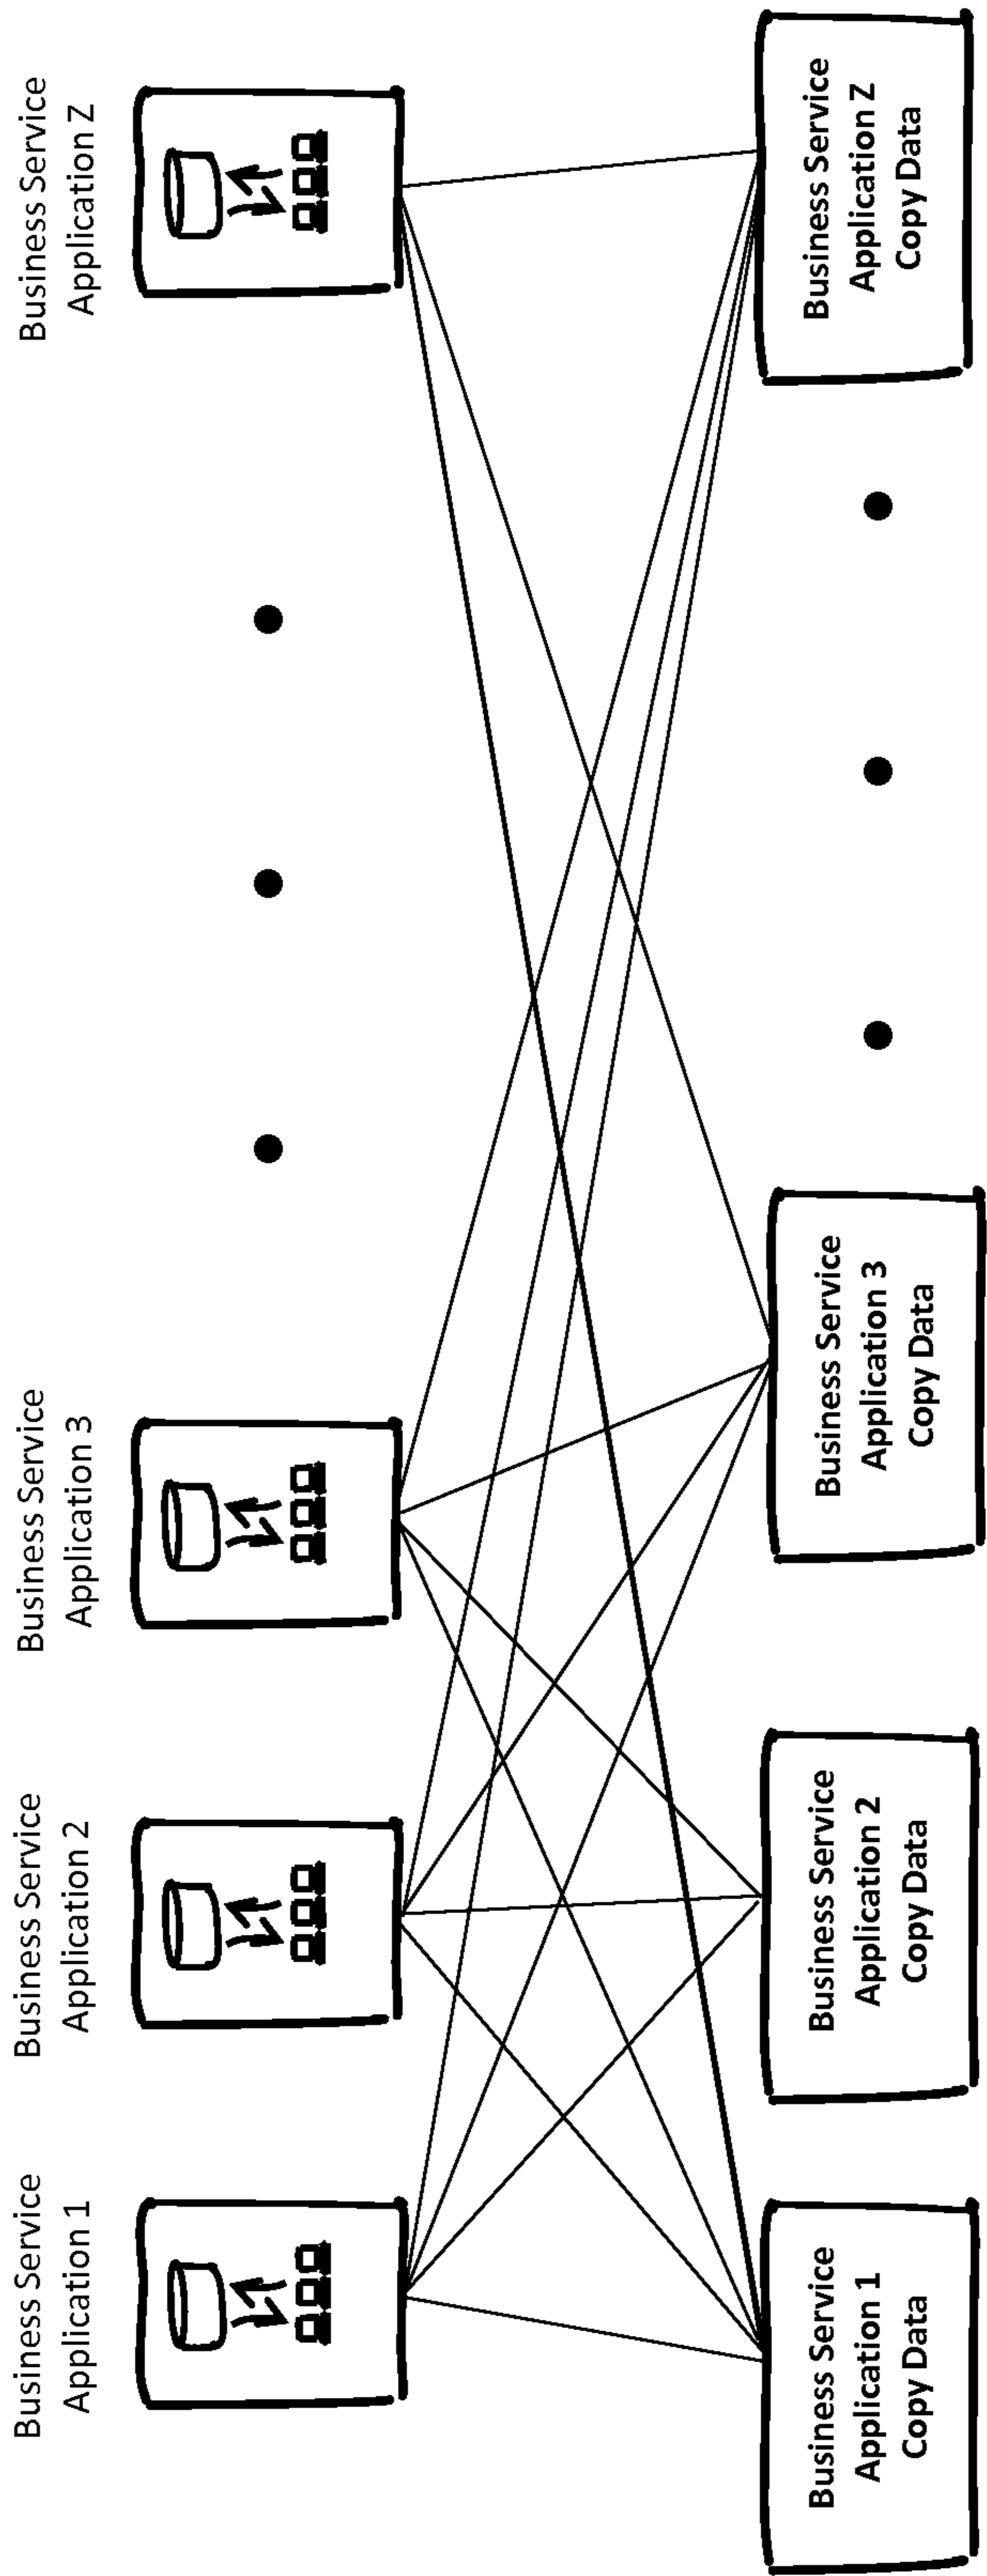 Business Service
Application 1
Business Service
Application 2
Business Service
Application 3
Business Service
Application Z
Business Service
Application 1
Copy Data
Business Service
Application 2
Copy Data
Business Service
Application 3
Copy Data
Business Service
Application Z
Copy Data